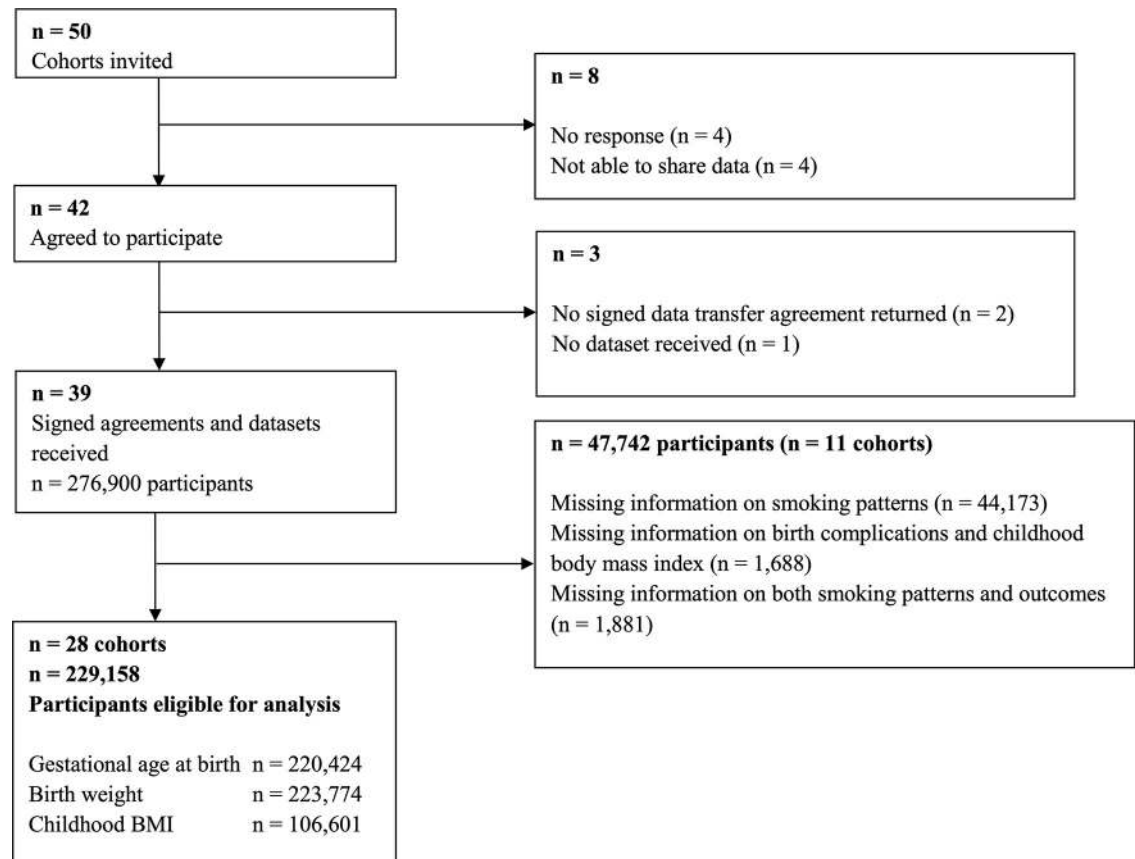 n = 50
Cohorts invited
n = 8
No response (n = 4)
Not able to share data (n = 4)
n = 42
Agreed to participate
n = 3
No signed data transfer agreement returned (n = 2)
No dataset received (n = 1)
n = 39
Signed agreements and datasets
received
n = 276,900 participants
n = 47,742 participants (n = 11 cohorts)
Missing information on smoking patterns (n = 44,173)
Missing information on birth complications and childhood
body mass index (n = 1,688)
Missing information on both smoking patterns and outcomes
(n = 1,881)
n = 28 cohorts
n = 229,158
Participants eligible for analysis
Gestational age at birth n = 220,424
Birth weight n = 223,774
Childhood BMI n = 106,601